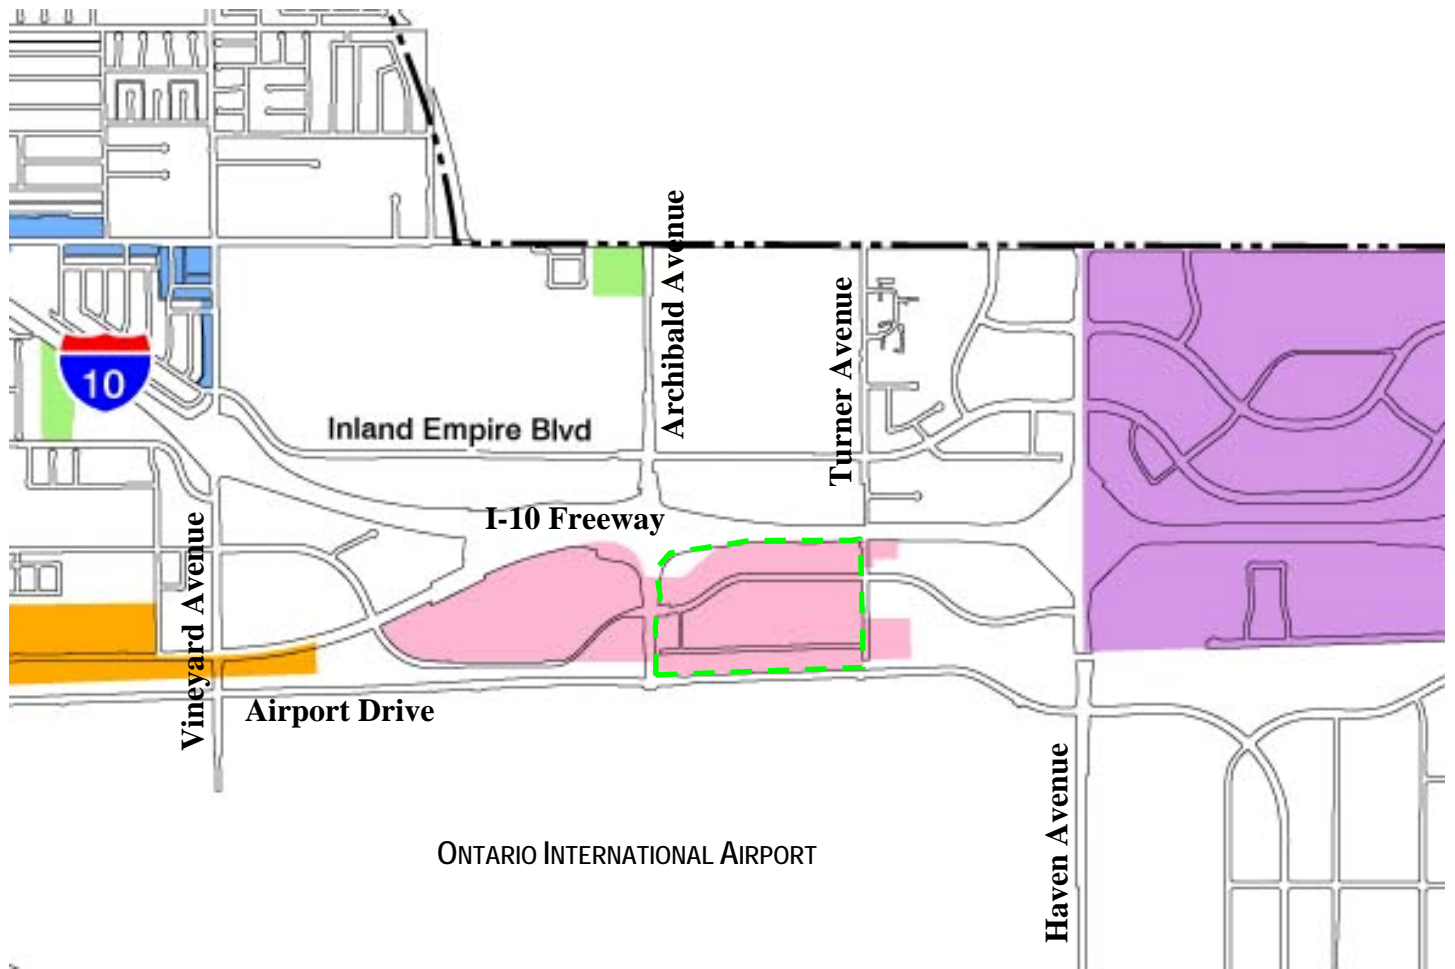 Archibald Avenue
Turner Avenue
10
Inland Empire Blvd
I-10 Freeway
Vineyard Avenue
Airport Drive
Haven Avenue
ONTARIO INTERNATIONAL AIRPORT